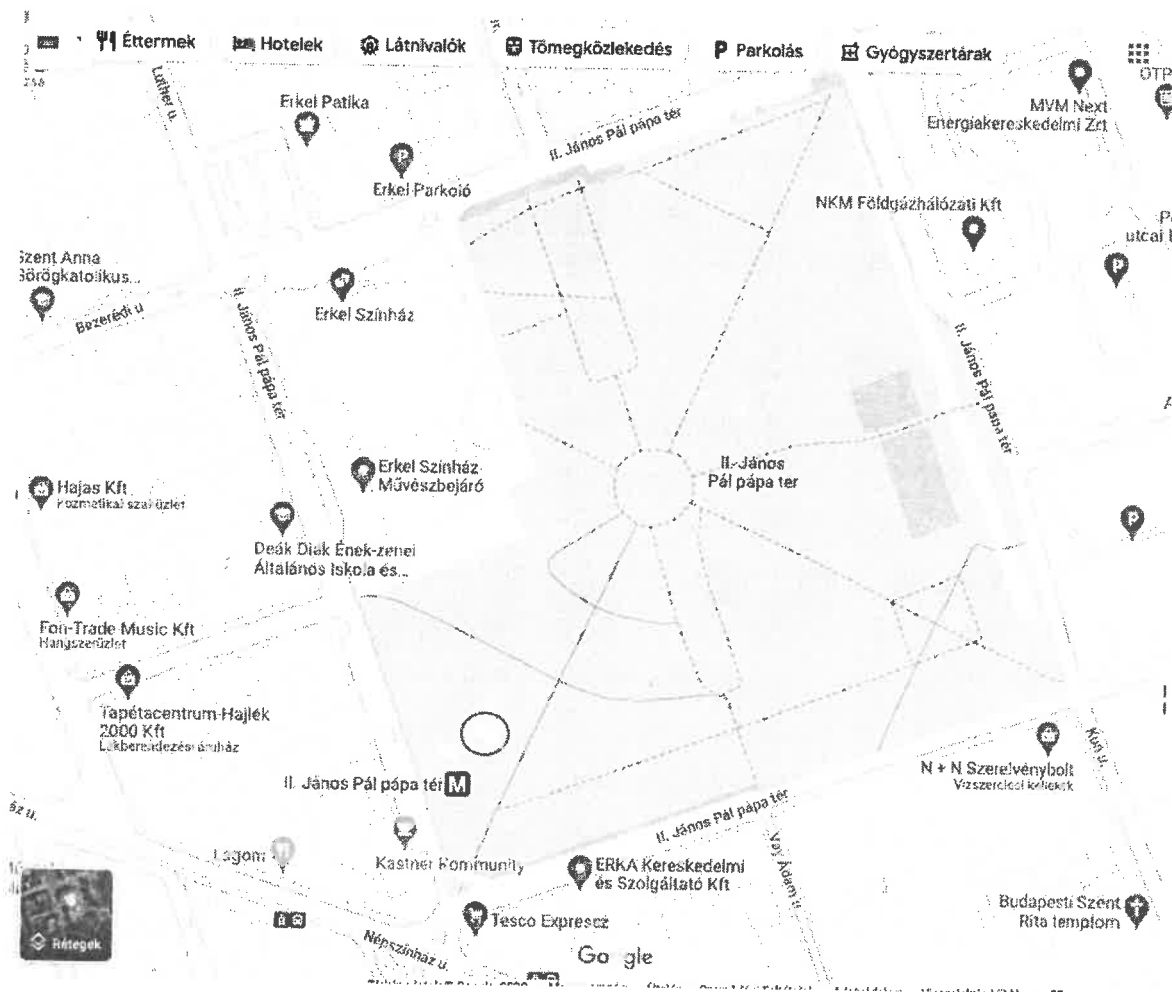 Éttermek
Hotelek
Látnivalók
Tömegközlekedés
P Parkolás
Gyógyszertárak
OTP
Luther u.
Erkel Patika
P
Erkel Parkoló
II. János Pál pápa tér
MVM Next
Energiakereskedelmi Zrt
NKM Földgázhálózati Kft
utcai
P
Szent Anna
Görögkatolikus...
Bezerédi u
II. János Pál pápa tér
Erkel Színház
II. János Pál pápa tér
II. János
Pál pápa tér
Erkel Színház
Művészbejáró
Hajas Kft
Kozmetikai szaküzlet
Deák Diák Ének-zenei
Általános Iskola és...
P
Fon-Trade Music Kft
Hangszerüzlet
Tapétacentrum-Hajlék
2000 Kft
Lakberendezési áruház
II. János Pál pápa tér M
N + N Szerelvénybolt
Vízszerelési kellékek
Kun u.
II. János Pál pápa tér
Vay Ádám u.
Lagom
Kastner Kommunity
ERKA Kereskedelmi
és Szolgáltató Kft
Tesco Expressz
Budapesti Szent
Rita templom
Népszínház u.
Rétegek
Google